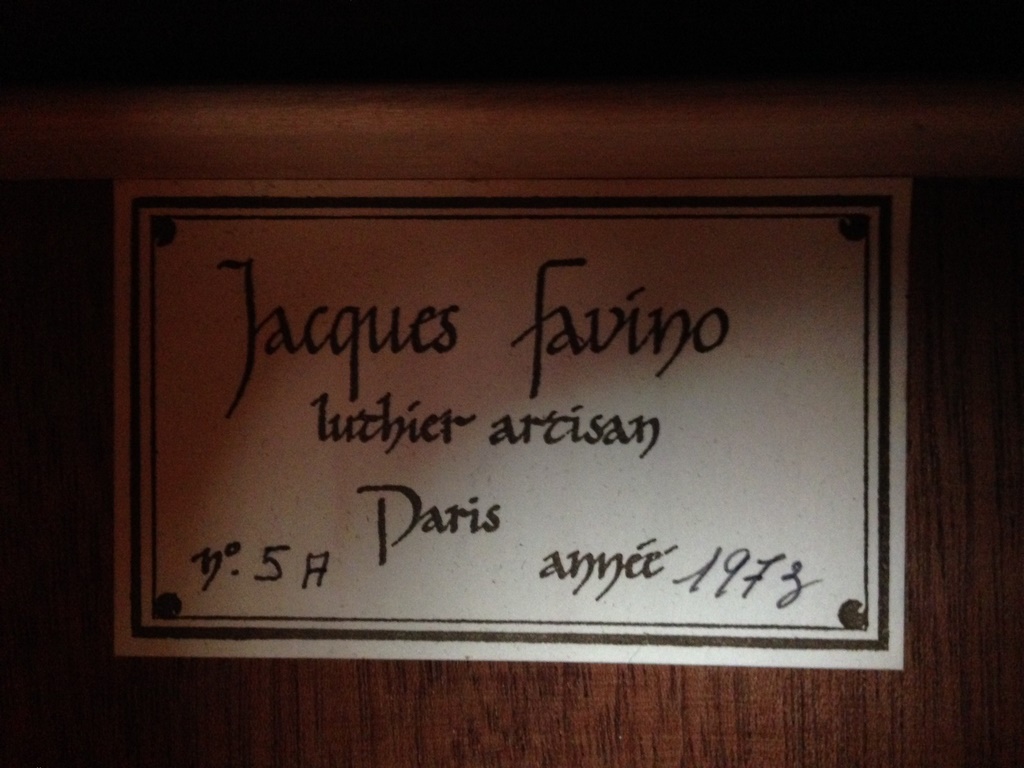 Jacques Favino
luthier artisan
Paris
nº. 5 A année 1973